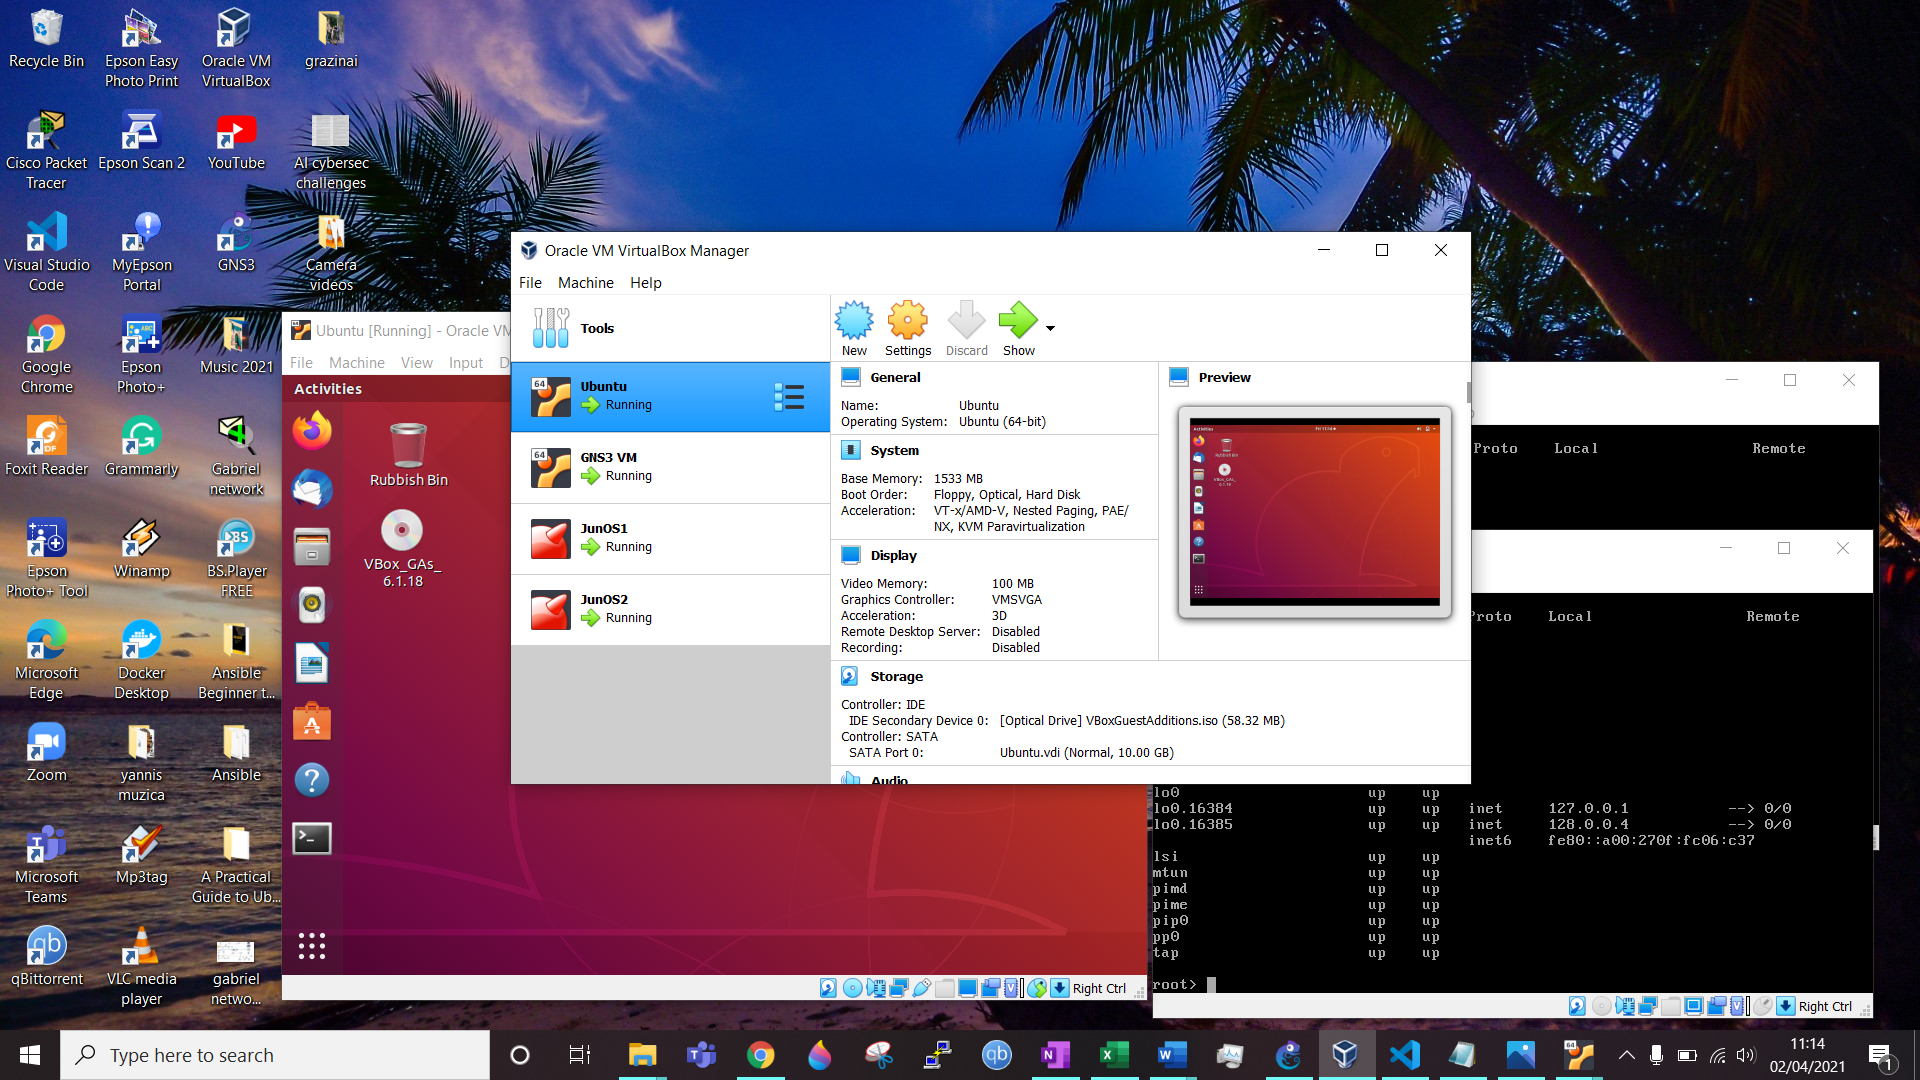 Recycle Bin
Epson Easy
Photo Print
Oracle VM
VirtualBox
grazinai
Cisco Packet
Tracer
Epson Scan 2
YouTube
AI cybersec
challenges
Visual Studio
Code
MyEpson
Portal
GNS3
Camera
videos
Google
Chrome
Epson
Photo+
Music 2021
Foxit Reader
Grammarly
Gabriel
network
Epson
Photo+ Tool
Winamp
BS.Player
FREE
Microsoft
Edge
Docker
Desktop
Ansible
Beginner t...
Zoom
yannis
muzica
Ansible
Microsoft
Teams
Mp3tag
A Practical
Guide to Ub...
qBittorrent
VLC media
player
gabriel
netwo...
Ubuntu [Running] - Oracle VM
File Machine View Input D
Activities
Rubbish Bin
VBox_GAs_
6.1.18
Right Ctrl
Oracle VM VirtualBox Manager
File Machine Help
Tools
New Settings Discard Show
64
Ubuntu
Running
64
GNS3 VM
Running
JunOS1
Running
JunOS2
Running
General
Name: Ubuntu
Operating System: Ubuntu (64-bit)
System
Base Memory: 1533 MB
Boot Order: Floppy, Optical, Hard Disk
Acceleration: VT-x/AMD-V, Nested Paging, PAE/
NX, KVM Paravirtualization
Display
Video Memory: 100 MB
Graphics Controller: VMSVGA
Acceleration: 3D
Remote Desktop Server: Disabled
Recording: Disabled
Preview
Activities
Rubbish Bin
VBox_GAs_
6.1.18
Storage
Controller: IDE
IDE Secondary Device 0: [Optical Drive] VBoxGuestAdditions.iso (58.32 MB)
Controller: SATA
SATA Port 0: Ubuntu.vdi (Normal, 10.00 GB)
Audio
Proto Local Remote
Proto Local Remote
lo0 up up
lo0.16384 up up inet 127.0.0.1 --> 0/0
lo0.16385 up up inet 128.0.0.4 --> 0/0
inet6 fe80::a00:270f:fc06:c37
lsi up up
mtun up up
pimd up up
pime up up
pip0 up up
pp0 up up
tap up up
root>
Right Ctrl
Type here to search
11:14
02/04/2021
1